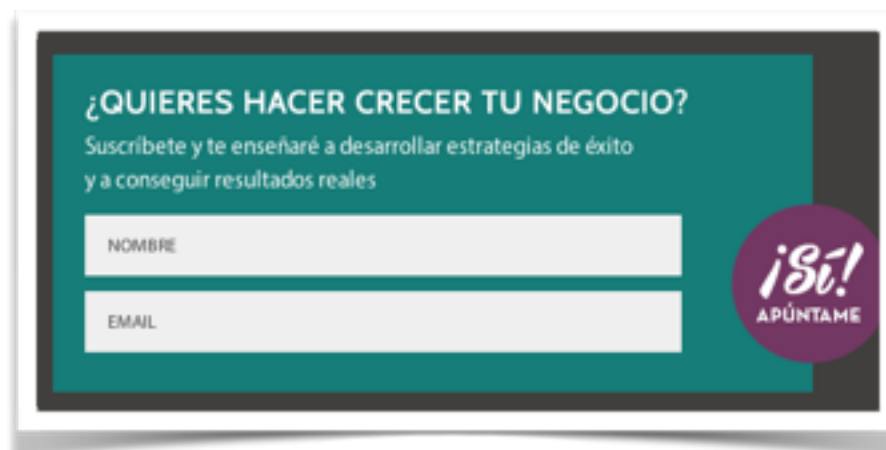 ¿QUIERES HACER CRECER TU NEGOCIO?
Suscríbete y te enseñaré a desarrollar estrategias de éxito
y a conseguir resultados reales
NOMBRE
EMAIL
¡Sí!
APÚNTAME